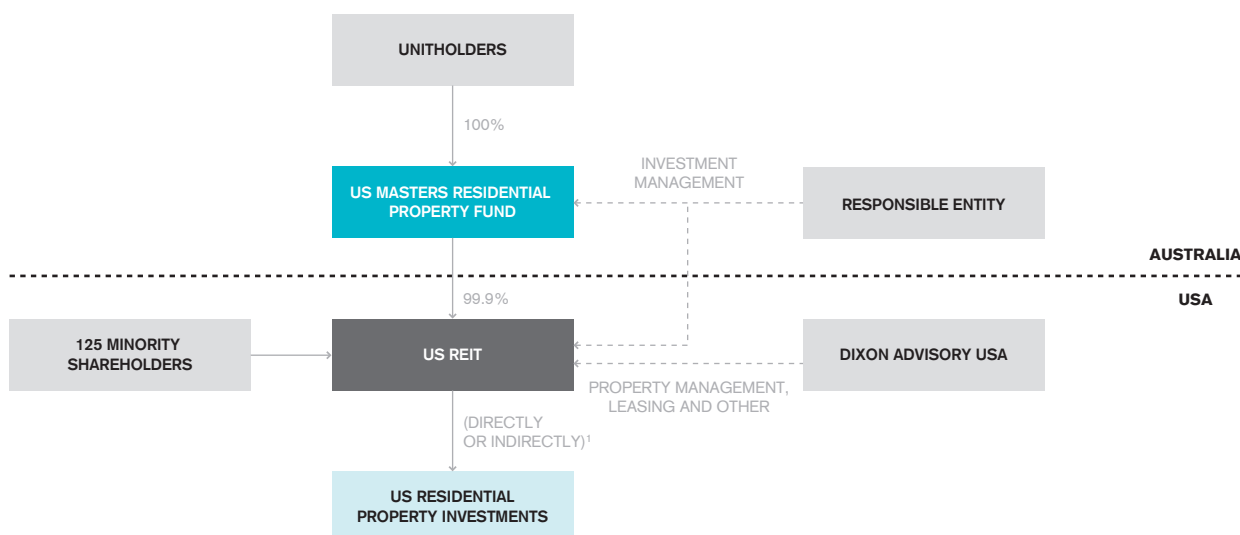 UNITHOLDERS
100%
INVESTMENT
MANAGEMENT
US MASTERS RESIDENTIAL
PROPERTY FUND
RESPONSIBLE ENTITY
AUSTRALIA
99.9%
USA
125 MINORITY
SHAREHOLDERS
US REIT
DIXON ADVISORY USA
PROPERTY MANAGEMENT,
LEASING AND OTHER
(DIRECTLY
OR INDIRECTLY)¹
US RESIDENTIAL
PROPERTY INVESTMENTS